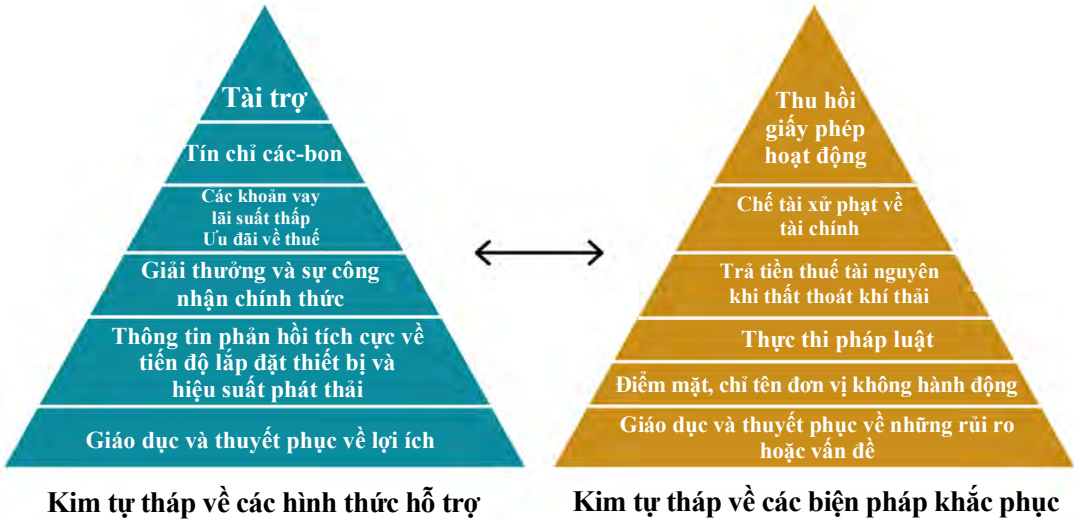 Tài trợ
Tín chỉ các-bon
Các khoản vay
lãi suất thấp
Ưu đãi về thuế
Giải thưởng và sự công
nhận chính thức
Thông tin phản hồi tích cực về
tiến độ lắp đặt thiết bị và
hiệu suất phát thải
Giáo dục và thuyết phục về lợi ích
Kim tự tháp về các hình thức hỗ trợ
Thu hồi
giấy phép
hoạt động
Chế tài xử phạt về
tài chính
Trả tiền thuế tài nguyên
khi thất thoát khí thải
Thực thi pháp luật
Điểm mặt, chỉ tên đơn vị không hành động
Giáo dục và thuyết phục về những rủi ro
hoặc vấn đề
Kim tự tháp về các biện pháp khắc phục